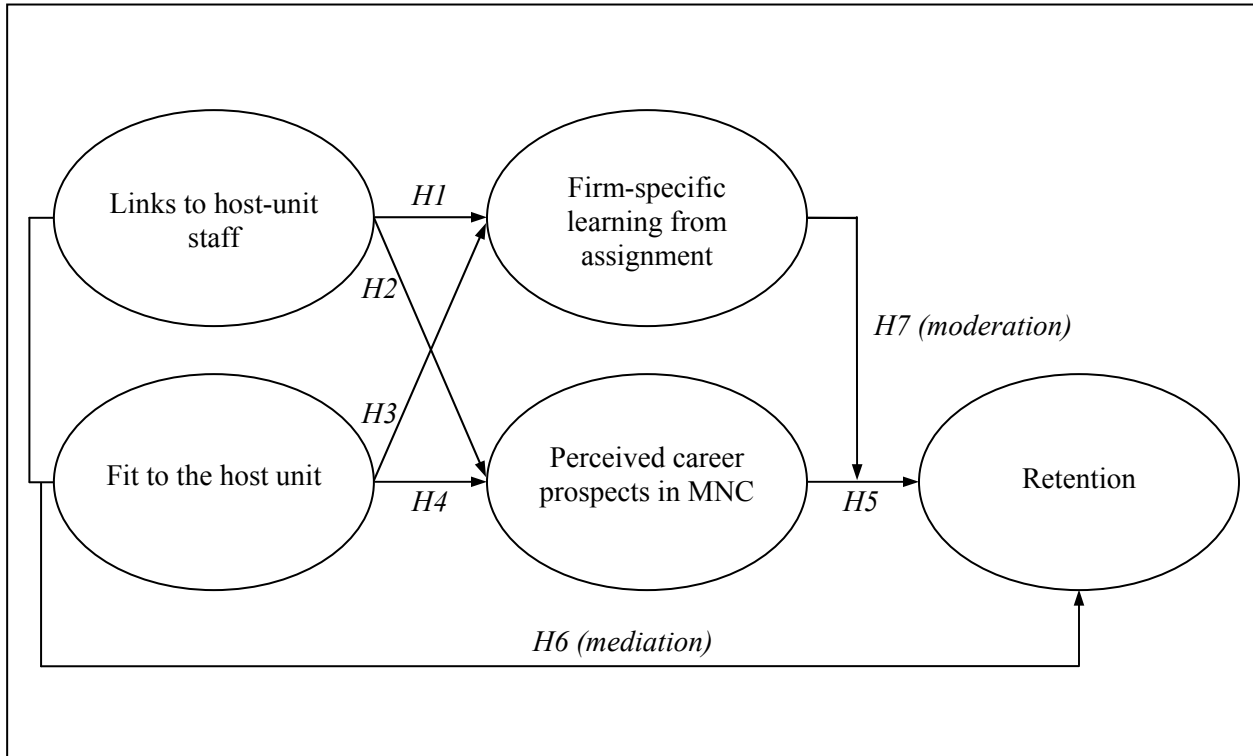 Links to host-unit
staff
H1
Firm-specific
learning from
assignment
H2
H7 (moderation)
H3
Fit to the host unit
H4
Perceived career
prospects in MNC
H5
Retention
H6 (mediation)